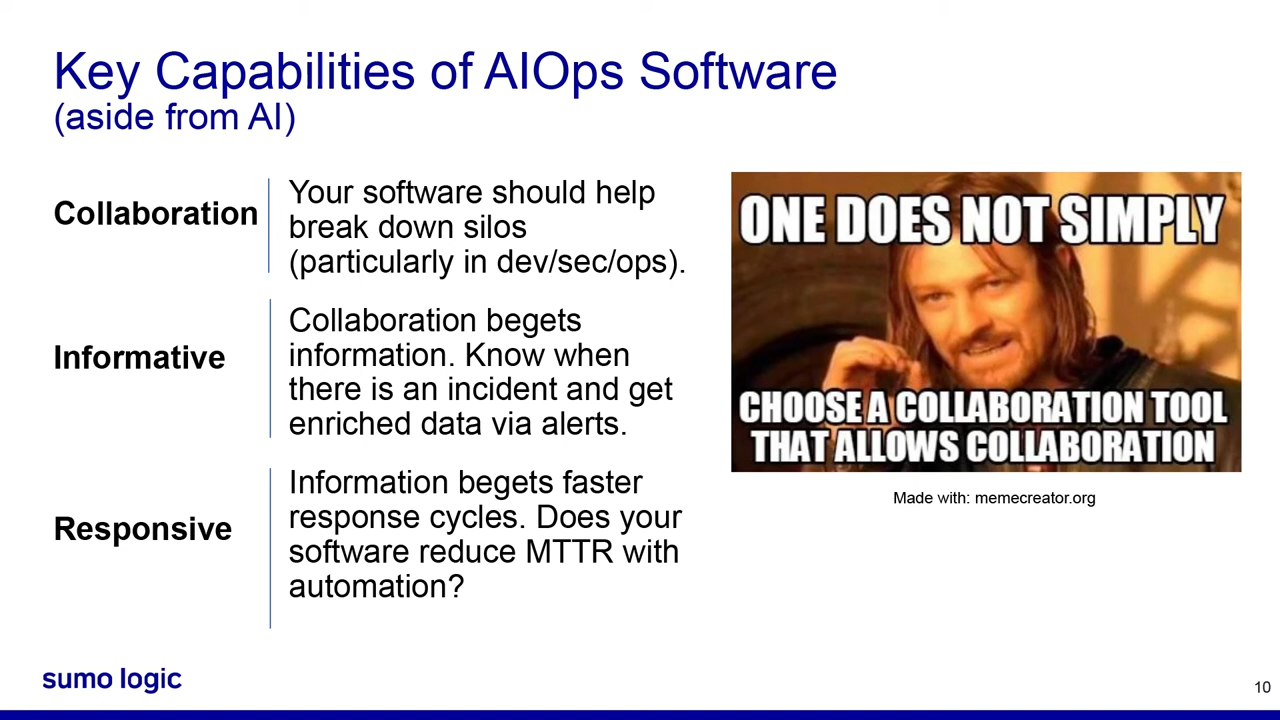 Key Capabilities of AIOps Software
(aside from AI)
Collaboration
Your software should help
break down silos
(particularly in dev/sec/ops).
Informative
Collaboration begets
information. Know when
there is an incident and get
enriched data via alerts.
Responsive
Information begets faster
response cycles. Does your
software reduce MTTR with
automation?
ONE DOES NOT SIMPLY
CHOOSE A COLLABORATION TOOL
THAT ALLOWS COLLABORATION
Made with: memecreator.org
sumo logic
10